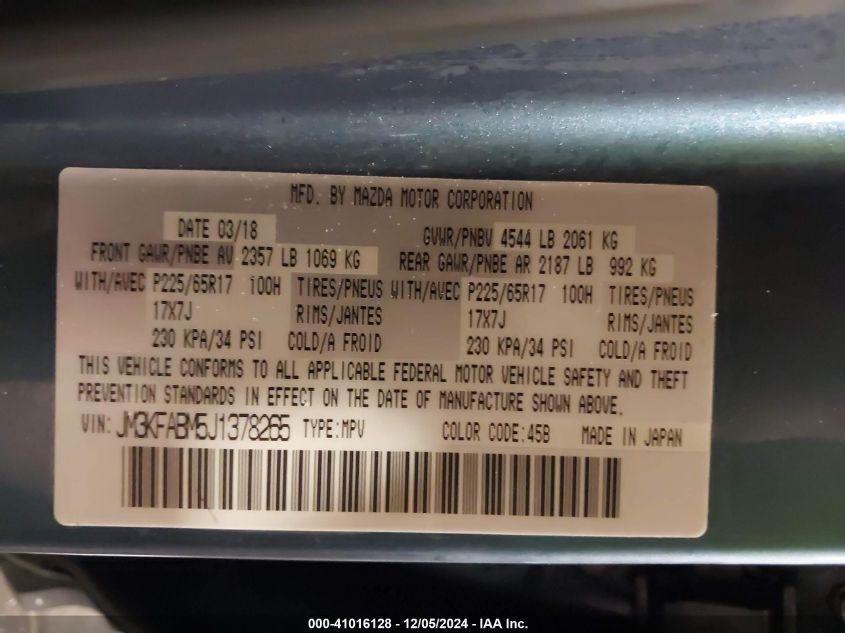 MFD. BY MAZDA MOTOR CORPORATION
DATE 03/18 GVWR/PNBV 4544 LB 2061 KG
FRONT GAWR/PNBE AV 2357 LB 1069 KG REAR GAWR/PNBE AR 2187 LB 992 KG
WITH/AVEC P225/65R17 100H TIRES/PNEUS WITH/AVEC P225/65R17 100H TIRES/PNEUS
17X7J RIMS/JANTES 17X7J RIMS/JANTES
230 KPA/34 PSI COLD/A FROID 230 KPA/34 PSI COLD/A FROID
THIS VEHICLE CONFORMS TO ALL APPLICABLE FEDERAL MOTOR VEHICLE SAFETY AND THEFT
PREVENTION STANDARDS IN EFFECT ON THE DATE OF MANUFACTURE SHOWN ABOVE.
VIN: JM3KFABM5J1378265 TYPE:MPV COLOR CODE:45B MADE IN JAPAN
000-41016128 - 12/05/2024 - IAA Inc.